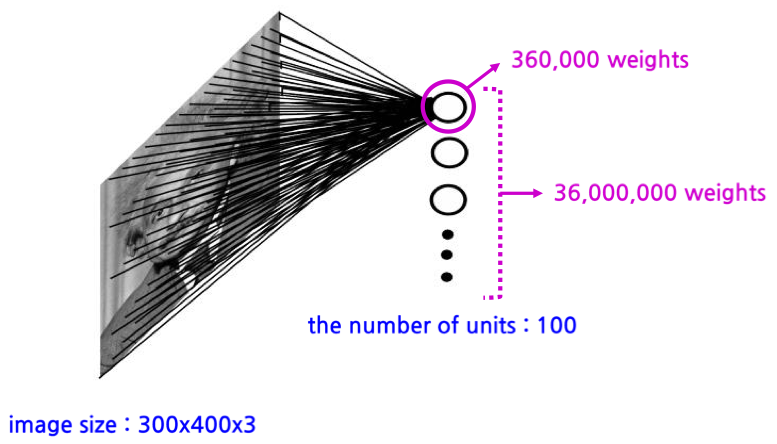 360,000 weights
36,000,000 weights
the number of units : 100
image size : 300x400x3